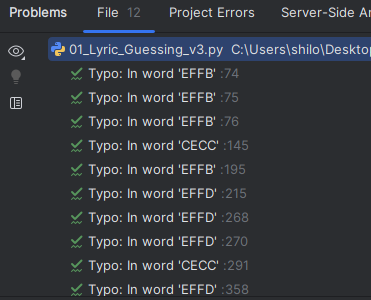 Problems File 12 Project Errors Server-Side An
01_Lyric_Guessing_v3.py C:\Users\shilo\Desktop
Typo: In word 'EFFB' :74
Typo: In word 'EFFB' :75
Typo: In word 'EFFB' :76
Typo: In word 'CECC' :145
Typo: In word 'EFFB' :195
Typo: In word 'EFFD' :215
Typo: In word 'EFFD' :268
Typo: In word 'EFFD' :270
Typo: In word 'CECC' :291
Typo: In word 'EFFD' :358